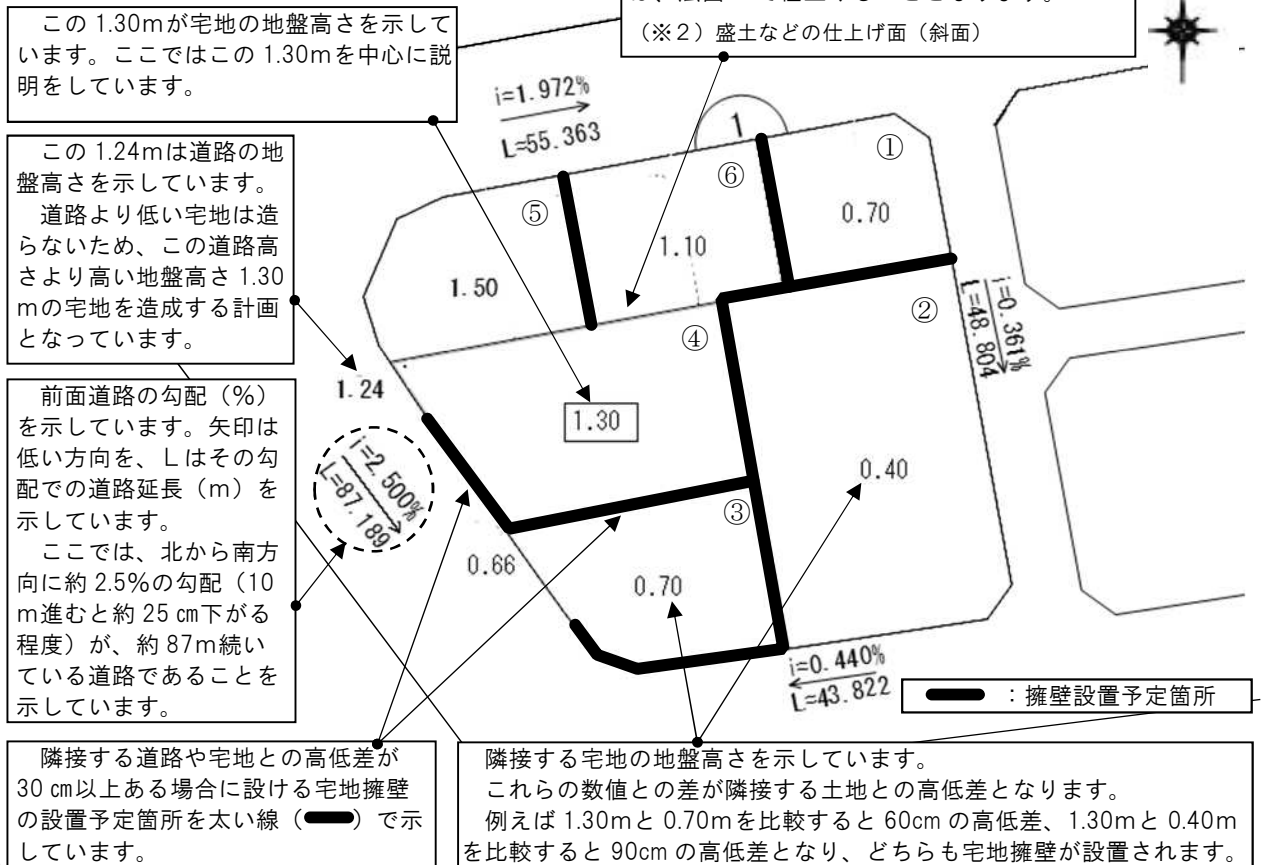 この 1.30mが宅地の地盤高さを示して
います。ここではこの 1.30mを中心に説
明をしています。
(※2)盛土などの仕上げ面(斜面)
この 1.24mは道路の地
盤高さを示しています。
道路より低い宅地は造
らないため、この道路高
さより高い地盤高さ 1.30
mの宅地を造成する計画
となっています。
前面道路の勾配(%)
を示しています。矢印は
低い方向を、Lはその勾
配での道路延長(m)を
示しています。
ここでは、北から南方
向に約 2.5%の勾配(10
m進むと約 25 ㎝下がる
程度)が、約 87m続い
ている道路であることを
示しています。
i=1.972%
L=55.363
1
①
⑥
⑤
0.70
1.10
1.50
②
④
i=0.361%
L=48.804
1.24
1.30
i=2.500%
L=87.189
0.40
③
0.66
0.70
i=0.440%
L=43.822
:擁壁設置予定箇所
隣接する道路や宅地との高低差が
30 ㎝以上ある場合に設ける宅地擁壁
の設置予定箇所を太い線( )で示
しています。
隣接する宅地の地盤高さを示しています。
これらの数値との差が隣接する土地との高低差となります。
例えば 1.30mと 0.70mを比較すると 60cm の高低差、1.30mと 0.40m
を比較すると 90cm の高低差となり、どちらも宅地擁壁が設置されます。